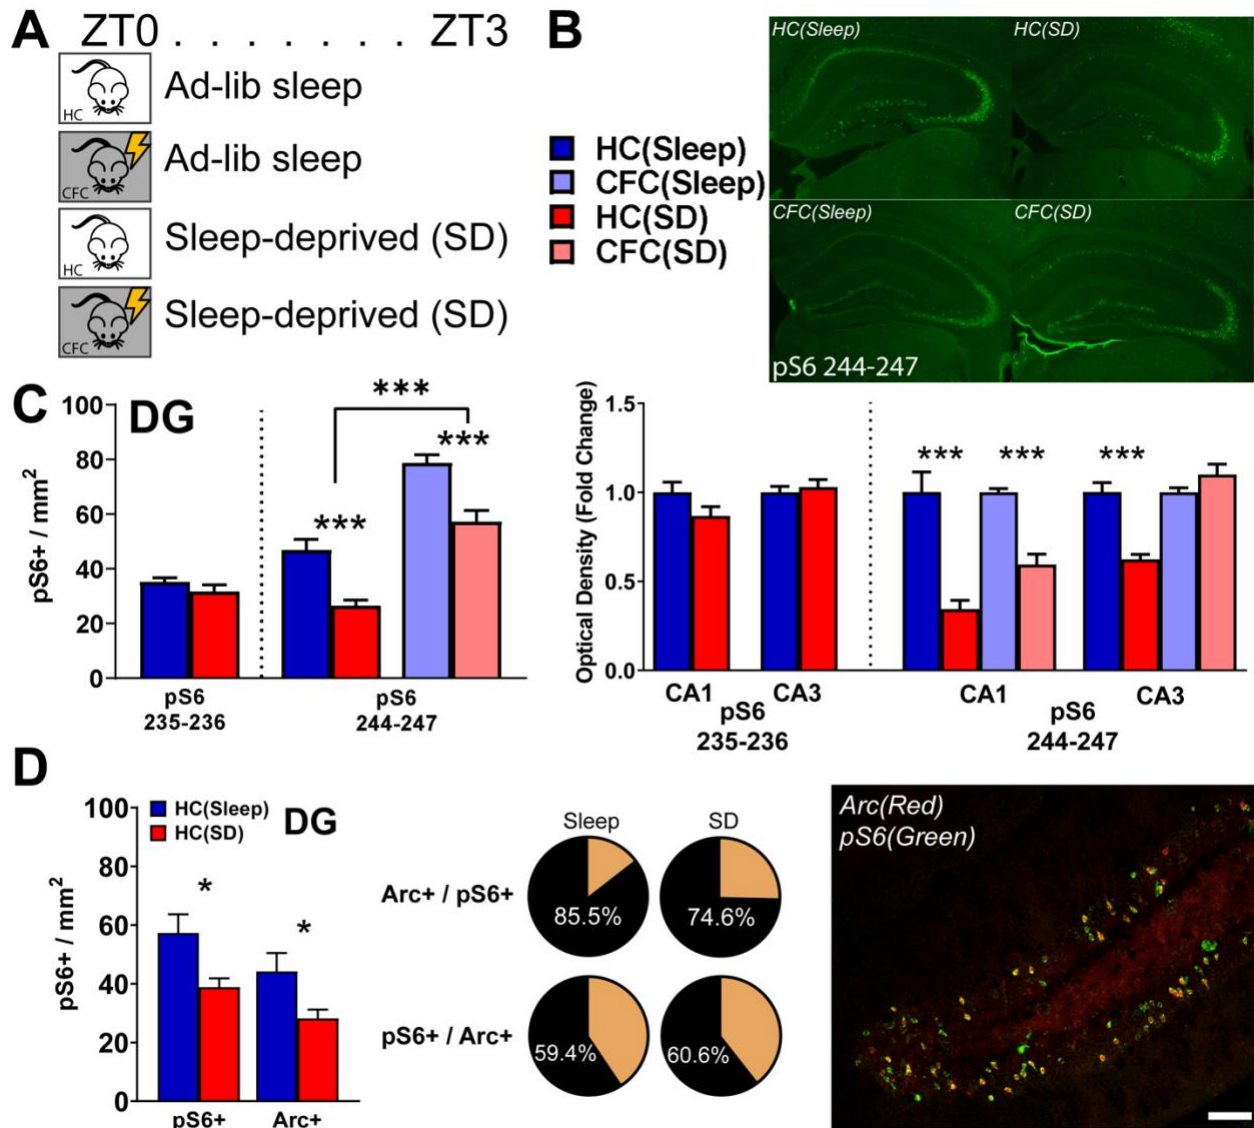 A
ZT0 . . . . . . . ZT3
HC
Ad-lib sleep
CFC
Ad-lib sleep
HC
Sleep-deprived (SD)
CFC
Sleep-deprived (SD)
B
HC(Sleep)
CFC(Sleep)
HC(SD)
CFC(SD)
HC(Sleep)
HC(SD)
CFC(Sleep)
CFC(SD)
pS6 244-247
C
DG
pS6+ / mm²
100
80
60
40
20
0
***
***
***
pS6
235-236
pS6
244-247
Optical Density (Fold Change)
1.5
1.0
0.5
0.0
***
***
***
CA1
CA3
pS6
235-236
CA1
CA3
pS6
244-247
D
HC(Sleep)
HC(SD)
DG
pS6+ / mm²
100
80
60
40
20
0
*
*
pS6+
Arc+
Sleep
SD
Arc+ / pS6+
85.5%
74.6%
pS6+ / Arc+
59.4%
60.6%
Arc(Red)
pS6(Green)